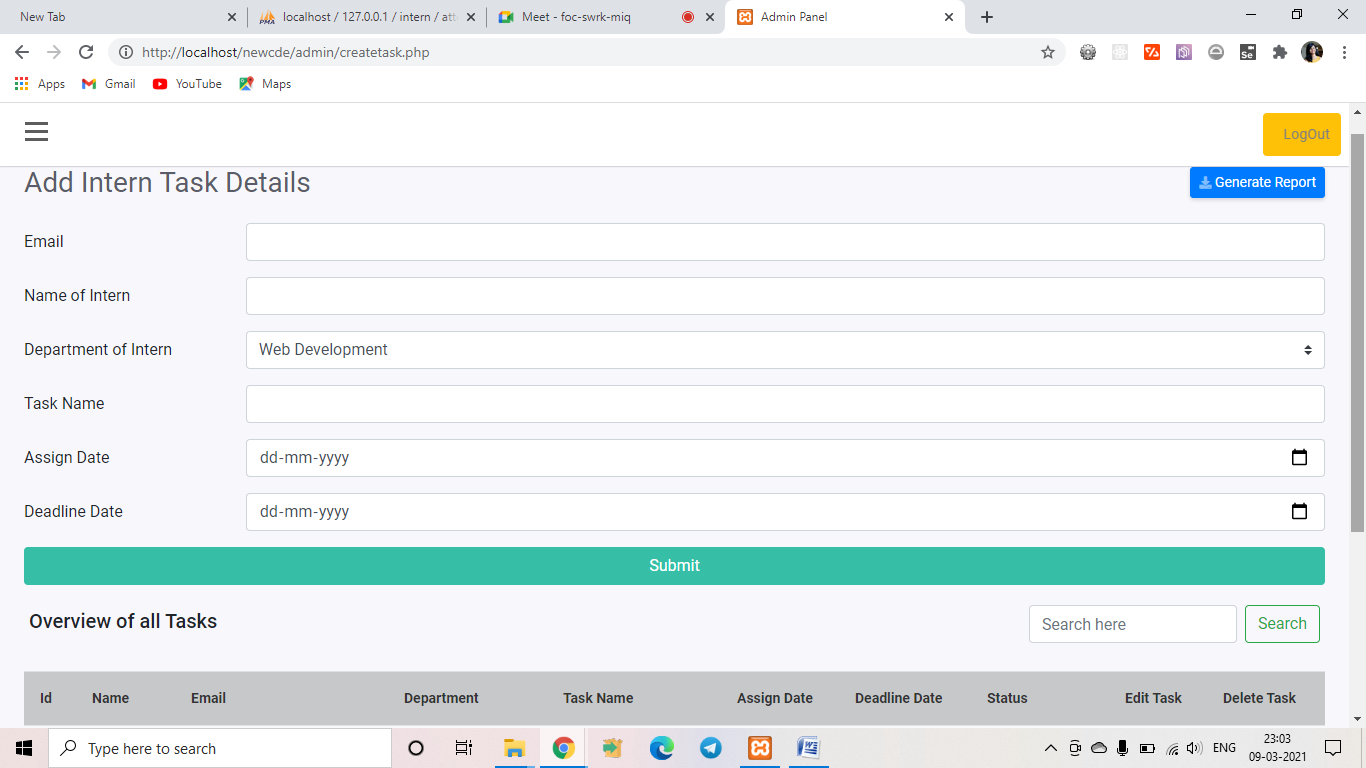 New Tab
localhost / 127.0.0.1 / intern / att
Meet - foc-swrk-miq
Admin Panel
http://localhost/newcde/admin/createtask.php
Apps
Gmail
YouTube
Maps
LogOut
Add Intern Task Details
Generate Report
Email
Name of Intern
Department of Intern
Web Development
Task Name
Assign Date
dd-mm-yyyy
Deadline Date
dd-mm-yyyy
Submit
Overview of all Tasks
Search here
Search
Id Name Email Department Task Name Assign Date Deadline Date Status Edit Task Delete Task
Type here to search
ENG
23:03
09-03-2021